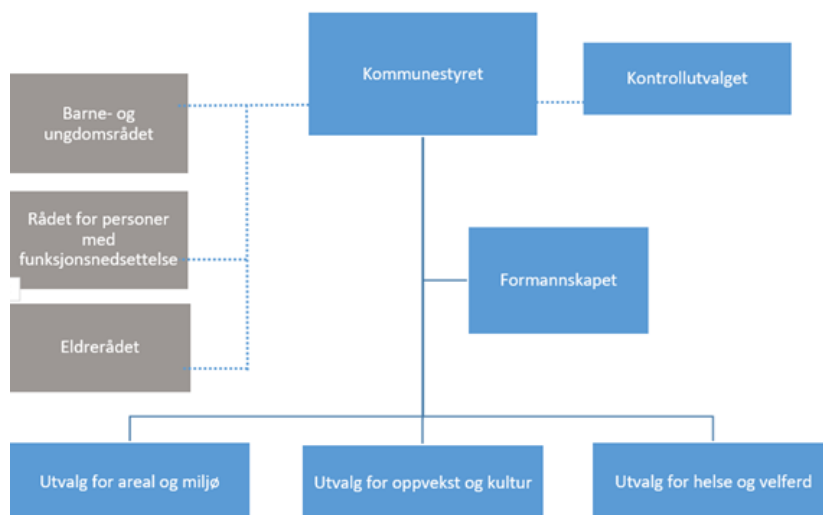 Kommunestyret
Kontrollutvalget
Barne- og
ungdomsrådet
Rådet for personer
med
funksjonsnedsettelse
Formannskapet
Eldrerådet
Utvalg for areal og miljø
Utvalg for oppvekst og kultur
Utvalg for helse og velferd